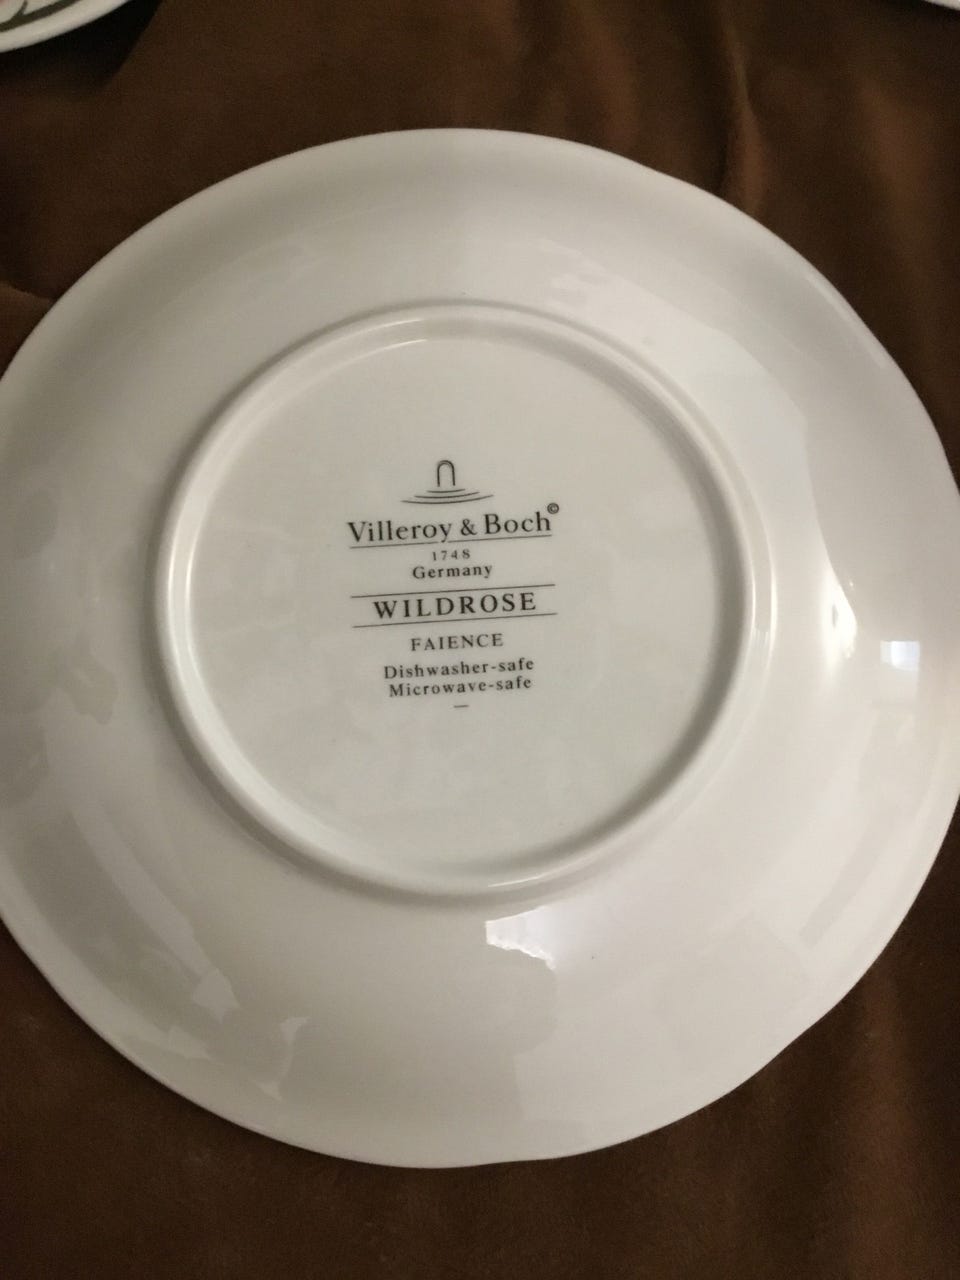 Villeroy & Boch©
1748
Germany
WILDROSE
FAIENCE
Dishwasher-safe
Microwave-safe